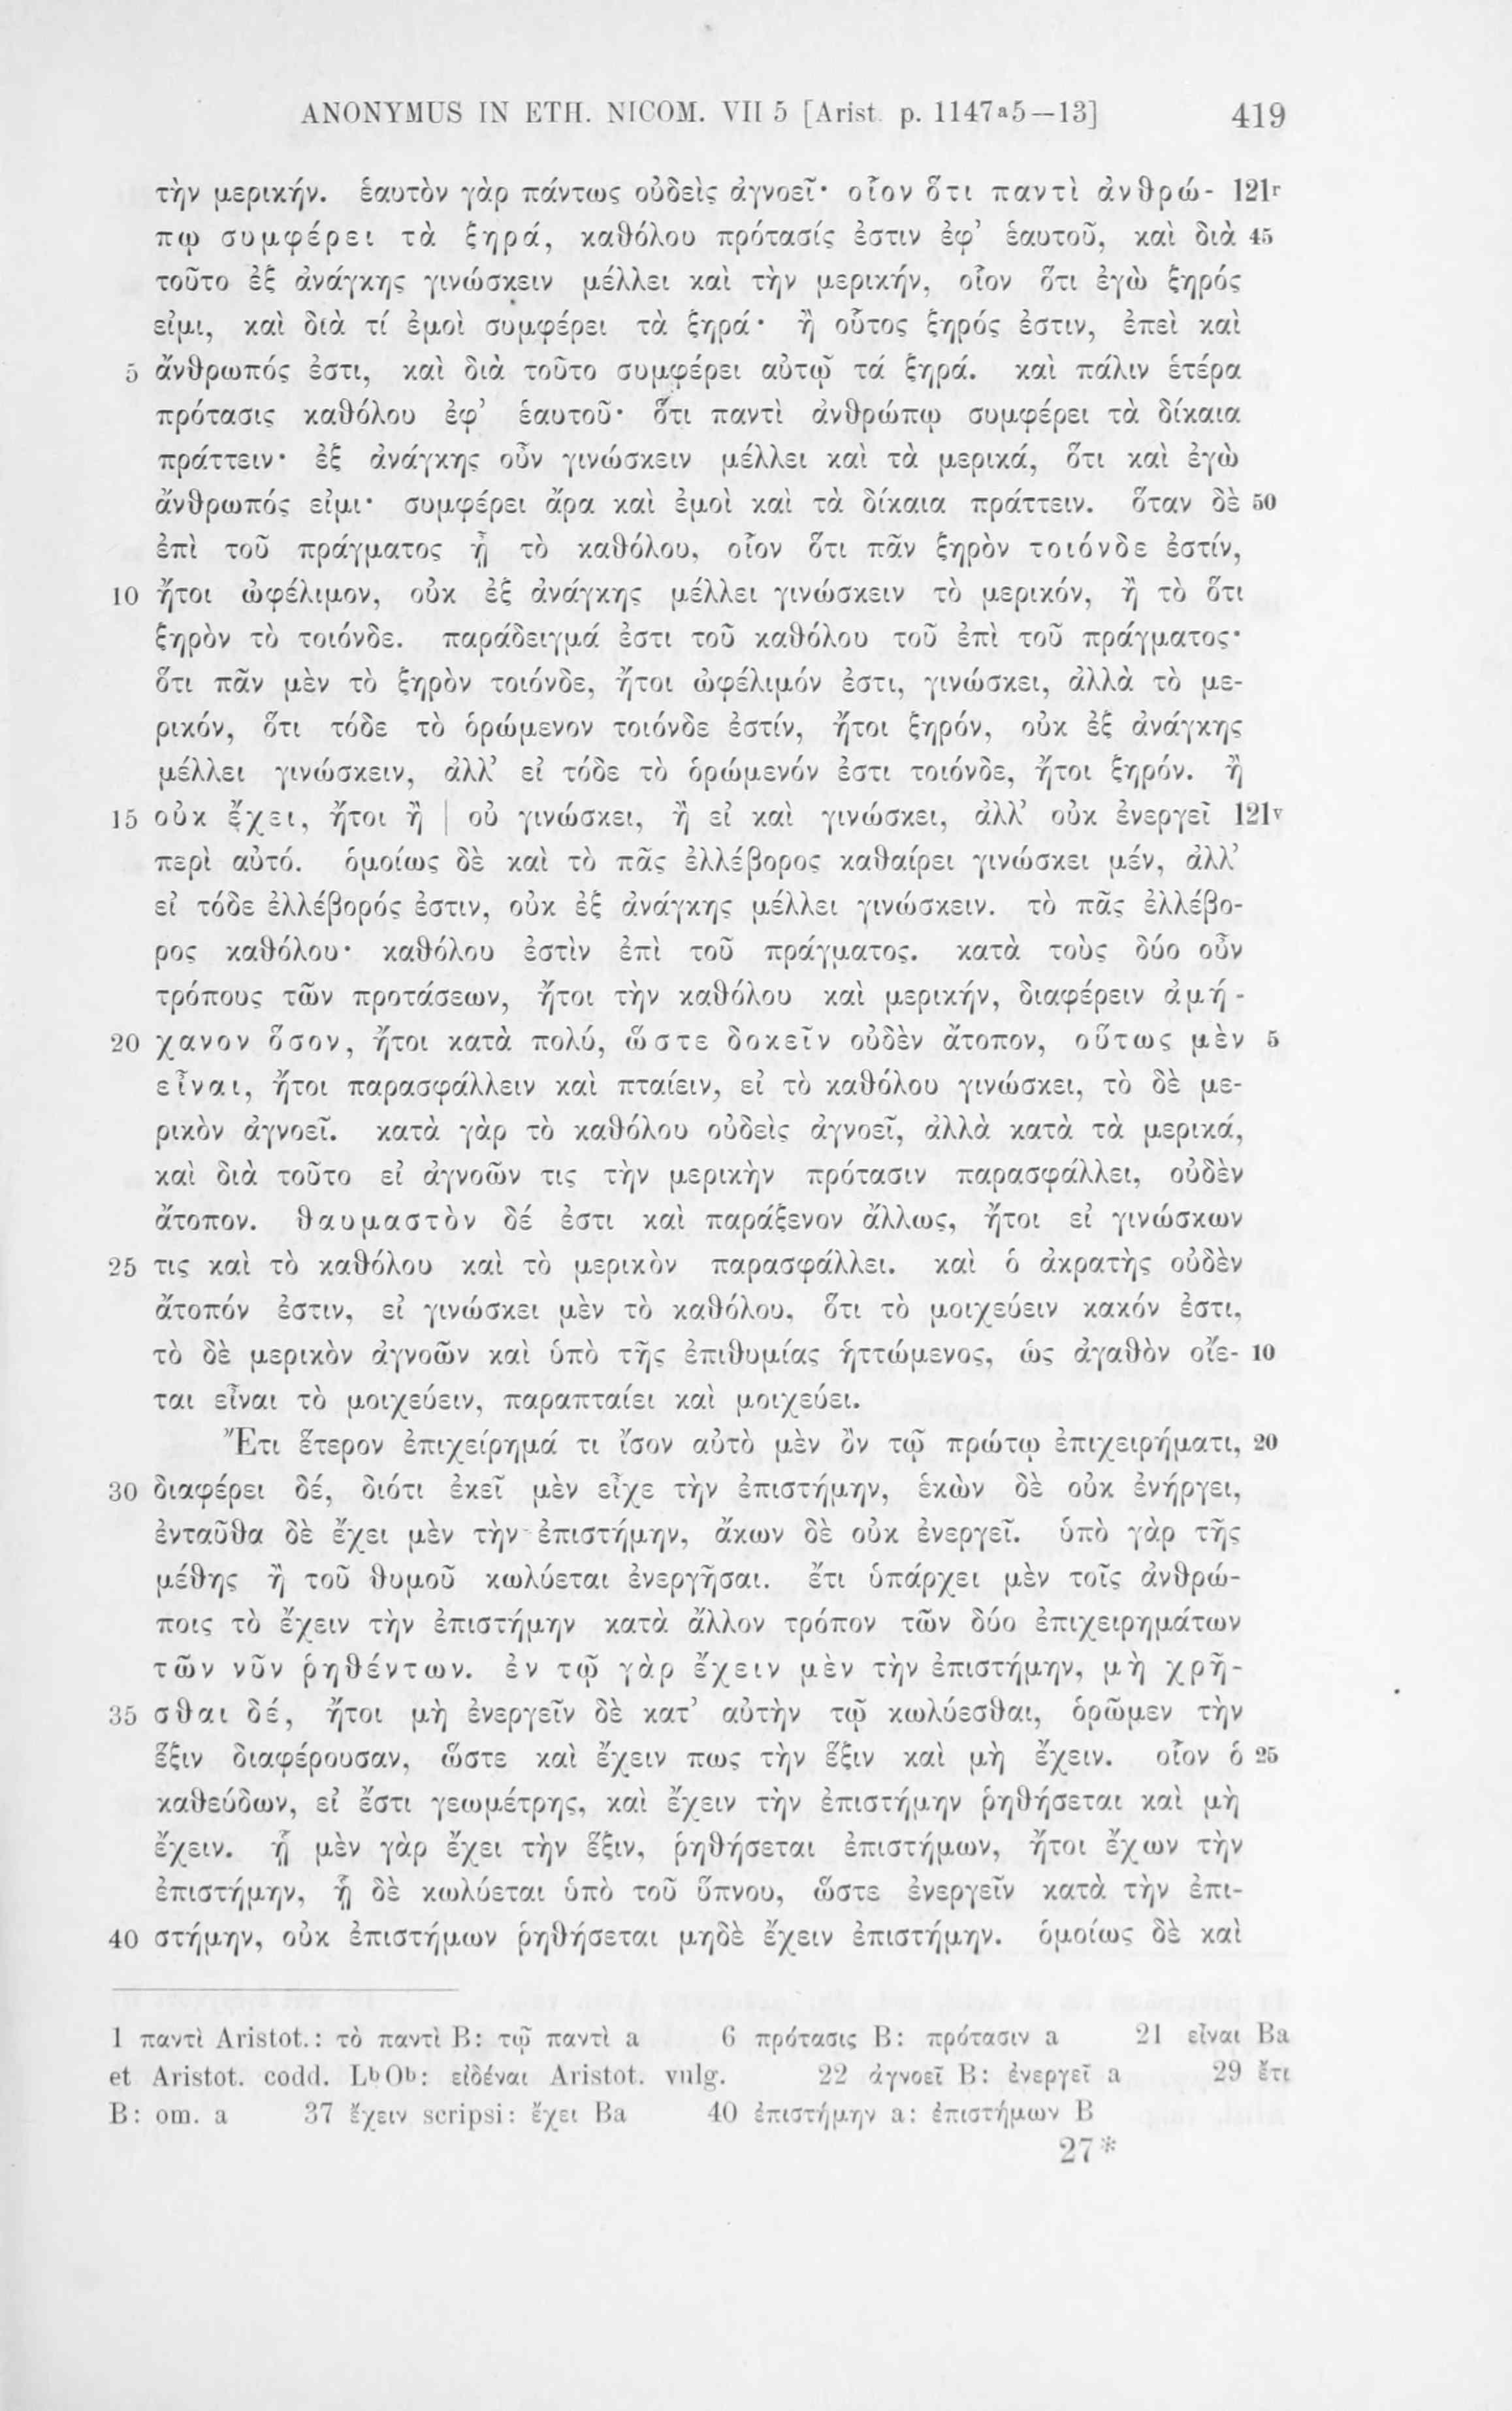 ANONYMUS IN ETH. NICOM. VII 5 [Arist. p. 1147ᵃ5—13] 419
τὴν μερικήν. ἑαυτὸν γὰρ πάντως οὐδεὶς ἀγνοεῖ· οἷον ὅτι παντὶ ἀνθρώ- 121ʳ
πῳ συμφέρει τὰ ξηρά, καθόλου πρότασίς ἐστιν ἐφ’ ἑαυτοῦ, καὶ διὰ 45
τοῦτο ἐξ ἀνάγκης γινώσκειν μέλλει καὶ τὴν μερικήν, οἷον ὅτι ἐγὼ ξηρός
εἰμι, καὶ διὰ τί ἐμοὶ συμφέρει τὰ ξηρά· ἢ οὗτος ξηρός ἐστιν, ἐπεὶ καὶ
5 ἄνθρωπός ἐστι, καὶ διὰ τοῦτο συμφέρει αὐτῷ τά ξηρά. καὶ πάλιν ἑτέρα
πρότασις καθόλου ἐφ’ ἑαυτοῦ· ὅτι παντὶ ἀνθρώπῳ συμφέρει τὰ δίκαια
πράττειν· ἐξ ἀνάγκης οὖν γινώσκειν μέλλει καὶ τὰ μερικά, ὅτι καὶ ἐγὼ
ἄνθρωπός εἰμι· συμφέρει ἄρα καὶ ἐμοὶ καὶ τὰ δίκαια πράττειν. ὅταν δὲ 50
ἐπὶ τοῦ πράγματος ᾖ τὸ καθόλου, οἷον ὅτι πᾶν ξηρὸν τοιόνδε ἐστίν,
10 ἤτοι ὠφέλιμον, οὐκ ἐξ ἀνάγκης μέλλει γινώσκειν τὸ μερικόν, ἢ τὸ ὅτι
ξηρὸν τὸ τοιόνδε. παράδειγμά ἐστι τοῦ καθόλου τοῦ ἐπὶ τοῦ πράγματος·
ὅτι πᾶν μὲν τὸ ξηρὸν τοιόνδε, ἤτοι ὠφέλιμόν ἐστι, γινώσκει, ἀλλὰ τὸ με-
ρικόν, ὅτι τόδε τὸ ὁρώμενον τοιόνδε ἐστίν, ἤτοι ξηρόν, οὐκ ἐξ ἀνάγκης
μέλλει γινώσκειν, ἀλλ’ εἰ τόδε τὸ ὁρώμενόν ἐστι τοιόνδε, ἤτοι ξηρόν. ἢ
15 οὐκ ἔχει, ἤτοι ἢ | οὐ γινώσκει, ἢ εἰ καὶ γινώσκει, ἀλλ’ οὐκ ἐνεργεῖ 121ᵛ
περὶ αὐτό. ὁμοίως δὲ καὶ τὸ πᾶς ἐλλέβορος καθαίρει γινώσκει μέν, ἀλλ’
εἰ τόδε ἐλλέβορός ἐστιν, οὐκ ἐξ ἀνάγκης μέλλει γινώσκειν. τὸ πᾶς ἐλλέβο-
ρος καθόλου· καθόλου ἐστὶν ἐπὶ τοῦ πράγματος. κατὰ τοὺς δύο οὖν
τρόπους τῶν προτάσεων, ἤτοι τὴν καθόλου καὶ μερικήν, διαφέρειν ἀμή-
20 χανον ὅσον, ἤτοι κατὰ πολύ, ὥστε δοκεῖν οὐδὲν ἄτοπον, οὕτως μὲν 5
εἶναι, ἤτοι παρασφάλλειν καὶ πταίειν, εἰ τὸ καθόλου γινώσκει, τὸ δὲ με-
ρικὸν ἀγνοεῖ. κατὰ γὰρ τὸ καθόλου οὐδεὶς ἀγνοεῖ, ἀλλὰ κατὰ τὰ μερικά,
καὶ διὰ τοῦτο εἰ ἀγνοῶν τις τὴν μερικὴν πρότασιν παρασφάλλει, οὐδὲν
ἄτοπον. θαυμαστὸν δέ ἐστι καὶ παράξενον ἄλλως, ἤτοι εἰ γινώσκων
25 τις καὶ τὸ καθόλου καὶ τὸ μερικὸν παρασφάλλει. καὶ ὁ ἀκρατὴς οὐδὲν
ἄτοπόν ἐστιν, εἰ γινώσκει μὲν τὸ καθόλου, ὅτι τὸ μοιχεύειν κακόν ἐστι,
τὸ δὲ μερικὸν ἀγνοῶν καὶ ὑπὸ τῆς ἐπιθυμίας ἡττώμενος, ὡς ἀγαθὸν οἴε- 10
ται εἶναι τὸ μοιχεύειν, παραπταίει καὶ μοιχεύει.
Ἔτι ἕτερον ἐπιχείρημά τι ἴσον αὐτὸ μὲν ὂν τῷ πρώτῳ ἐπιχειρήματι, 20
30 διαφέρει δέ, διότι ἐκεῖ μὲν εἶχε τὴν ἐπιστήμην, ἑκὼν δὲ οὐκ ἐνήργει,
ἐνταῦθα δὲ ἔχει μὲν τὴν ἐπιστήμην, ἄκων δὲ οὐκ ἐνεργεῖ. ὑπὸ γὰρ τῆς
μέθης ἢ τοῦ θυμοῦ κωλύεται ἐνεργῆσαι. ἔτι ὑπάρχει μὲν τοῖς ἀνθρώ-
ποις τὸ ἔχειν τὴν ἐπιστήμην κατὰ ἄλλον τρόπον τῶν δύο ἐπιχειρημάτων
τῶν νῦν ῥηθέντων. ἐν τῷ γὰρ ἔχειν μὲν τὴν ἐπιστήμην, μὴ χρῆ-
35 σθαι δέ, ἤτοι μὴ ἐνεργεῖν δὲ κατ’ αὐτὴν τῷ κωλύεσθαι, ὁρῶμεν τὴν
ἕξιν διαφέρουσαν, ὥστε καὶ ἔχειν πως τὴν ἕξιν καὶ μὴ ἔχειν. οἷον ὁ 25
καθεύδων, εἰ ἔστι γεωμέτρης, καὶ ἔχειν τὴν ἐπιστήμην ῥηθήσεται καὶ μὴ
ἔχειν. ᾗ μὲν γὰρ ἔχει τὴν ἕξιν, ῥηθήσεται ἐπιστήμων, ἤτοι ἔχων τὴν
ἐπιστήμην, ᾗ δὲ κωλύεται ὑπὸ τοῦ ὕπνου, ὥστε ἐνεργεῖν κατὰ τὴν ἐπι-
40 στήμην, οὐκ ἐπιστήμων ῥηθήσεται μηδὲ ἔχειν ἐπιστήμην. ὁμοίως δὲ καὶ
1 παντὶ Aristot.: τὸ παντὶ B: τῷ παντὶ a 6 πρότασις B: πρότασιν a 21 εἶναι Ba
et Aristot. codd. LᵇOᵇ: εἰδέναι Aristot. vulg. 22 ἀγνοεῖ B: ἐνεργεῖ a 29 ἔτι
B: om. a 37 ἔχειν scripsi: ἔχει Ba 40 ἐπιστήμην a: ἐπιστήμων B
27*